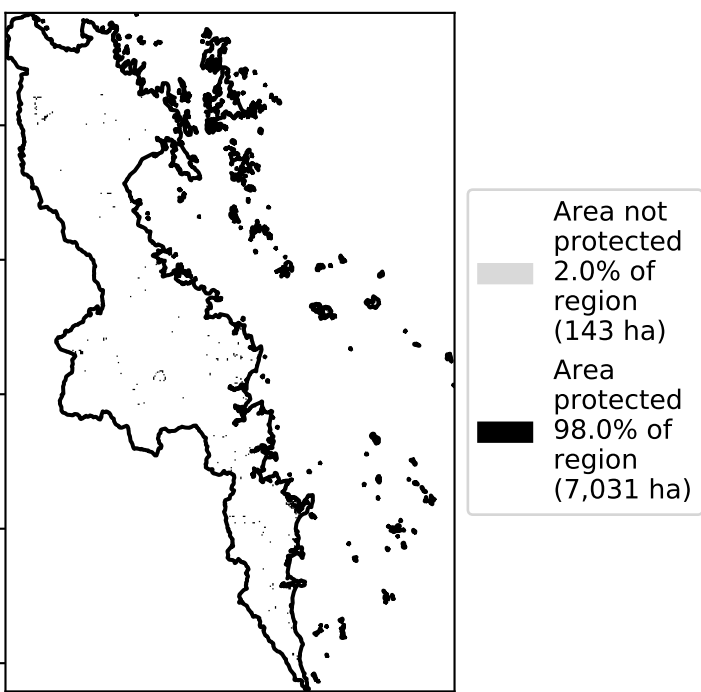 Area not
protected
2.0% of
region
(143 ha)
Area
protected
98.0% of
region
(7,031 ha)